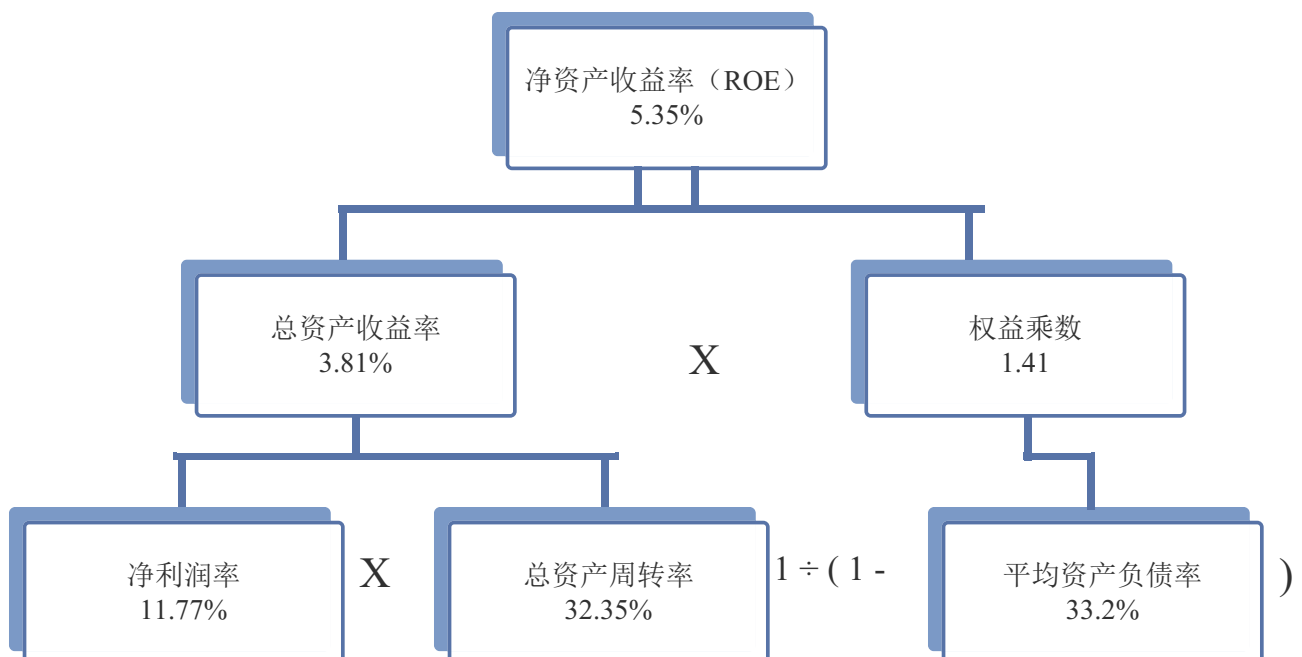 净资产收益率（ROE）
5.35%
总资产收益率
3.81%
X
权益乘数
1.41
净利润率
11.77%
X
总资产周转率
32.35%
1 ÷ ( 1 -
平均资产负债率
33.2%
)